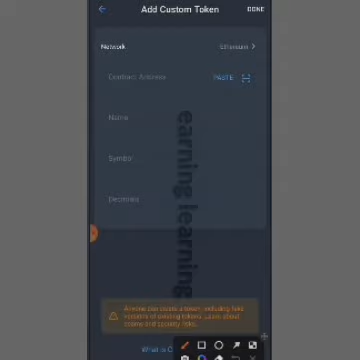 Add Custom Token
DONE
Network
Ethereum
Contract Address
PASTE
Name
Symbol
Decimals
earning learning
Anyone can create a token, including fake
versions of existing tokens. Learn about
scams and security risks.
What is